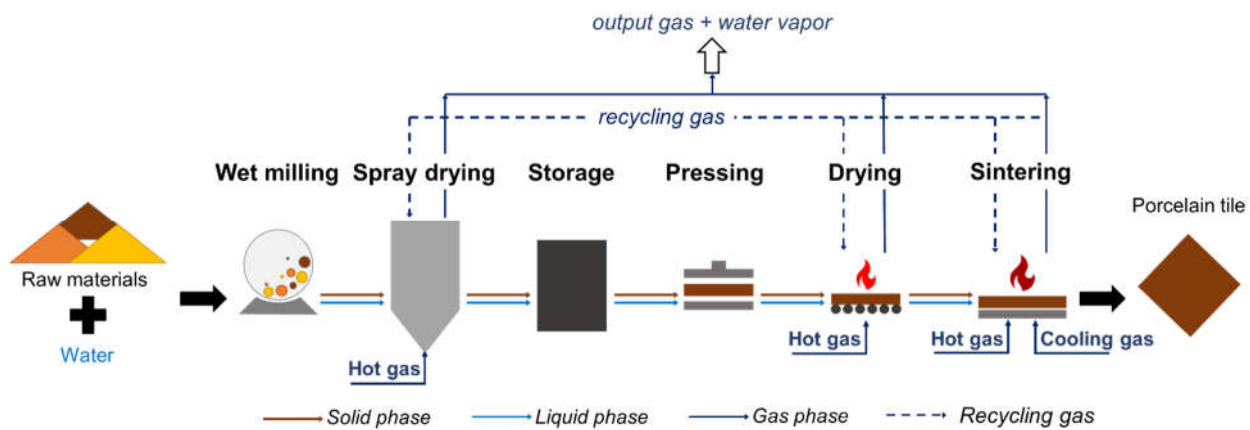 output gas + water vapor
recycling gas
Wet milling
Spray drying
Storage
Pressing
Drying
Sintering
Porcelain tile
Raw materials
Water
Hot gas
Hot gas
Hot gas
Cooling gas
Solid phase
Liquid phase
Gas phase
Recycling gas